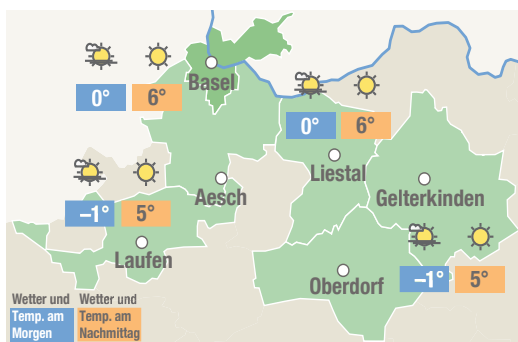 Basel
0° 6°
0° 6°
Liestal
Aesch
Gelterkinden
–1° 5°
Laufen
Oberdorf
–1° 5°
Wetter und
Temp. am
Morgen
Wetter und
Temp. am
Nachmittag